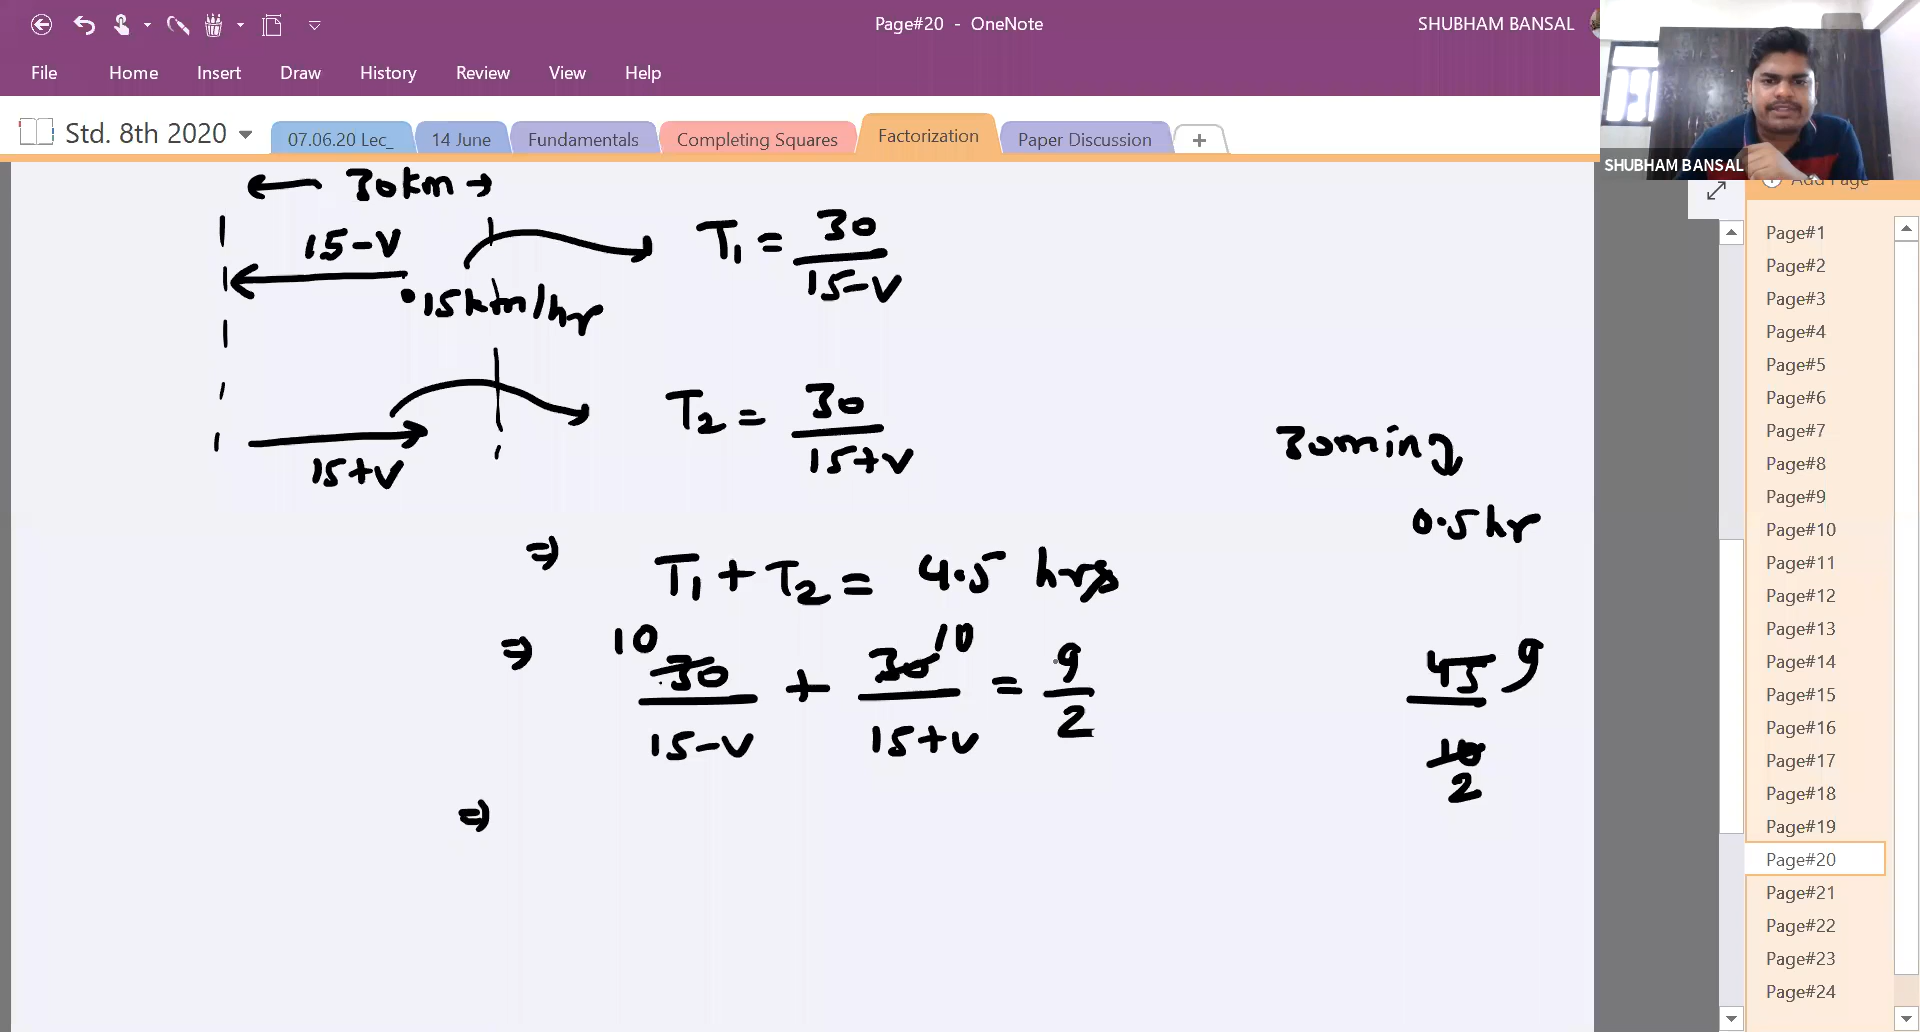 Page#20 - OneNote
SHUBHAM BANSAL
File Home Insert Draw History Review View Help
Std. 8th 2020
07.06.20 Lec_
14 June
Fundamentals
Completing Squares
Factorization
Paper Discussion
+
SHUBHAM BANSAL
Add Page
← 30km →
15-v
T1 = 30/15-v
15km/hr
T2 = 30/15+v
15+v
30min
0.5hr
⇒ T1 + T2 = 4.5 hrs
⇒ 10 30/15-v + 30 10/15+v = 9/2
45 9
10
2
⇒
Page#1
Page#2
Page#3
Page#4
Page#5
Page#6
Page#7
Page#8
Page#9
Page#10
Page#11
Page#12
Page#13
Page#14
Page#15
Page#16
Page#17
Page#18
Page#19
Page#20
Page#21
Page#22
Page#23
Page#24